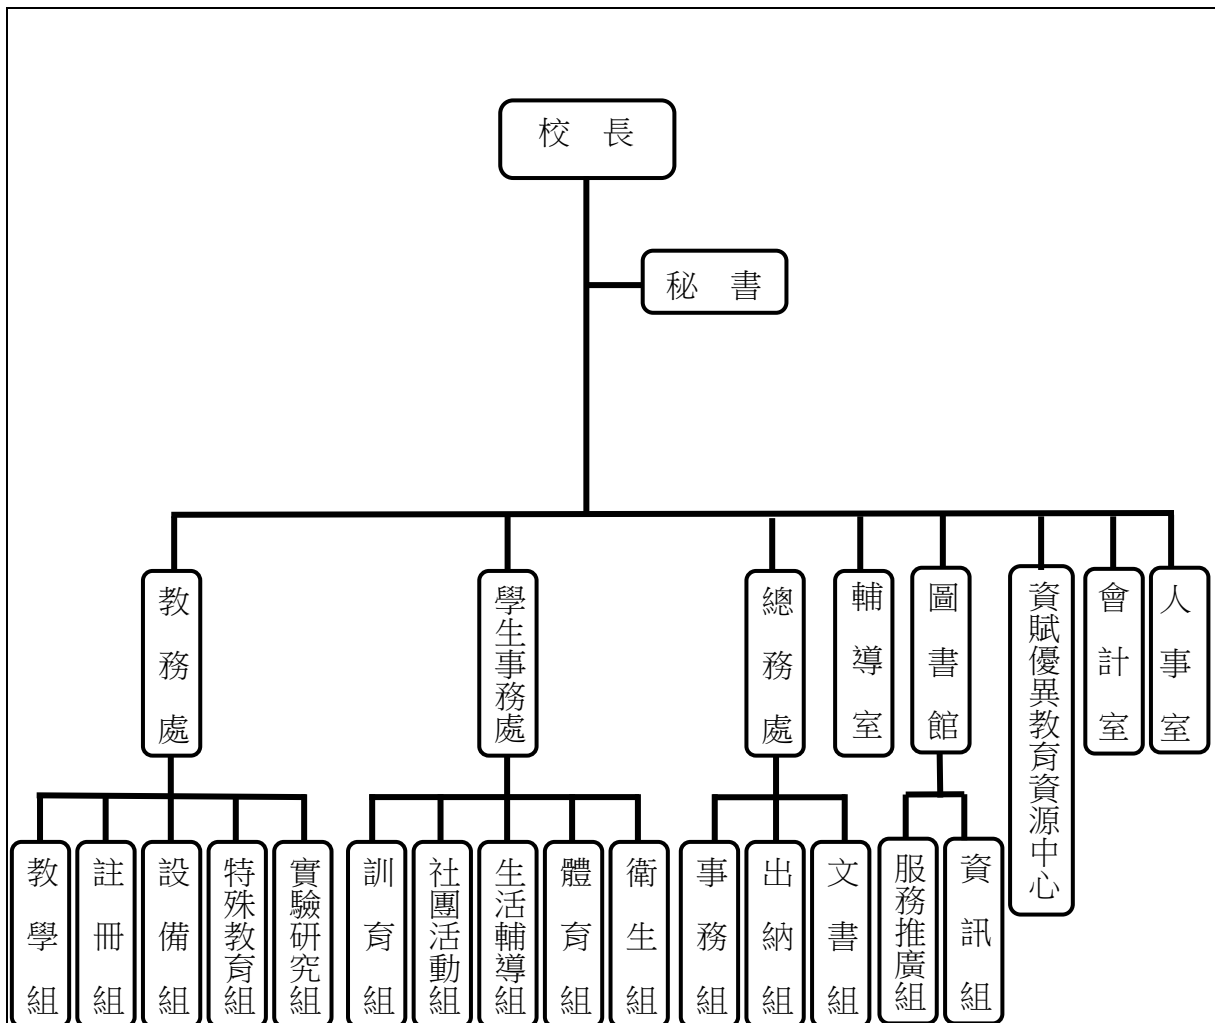 校　長
秘　書
教務處
學生事務處
總務處
輔導室
圖書館
資賦優異教育資源中心
會計室
人事室
教學組
註冊組
設備組
特殊教育組
實驗研究組
訓育組
社團活動組
生活輔導組
體育組
衛生組
事務組
出納組
文書組
服務推廣組
資訊組